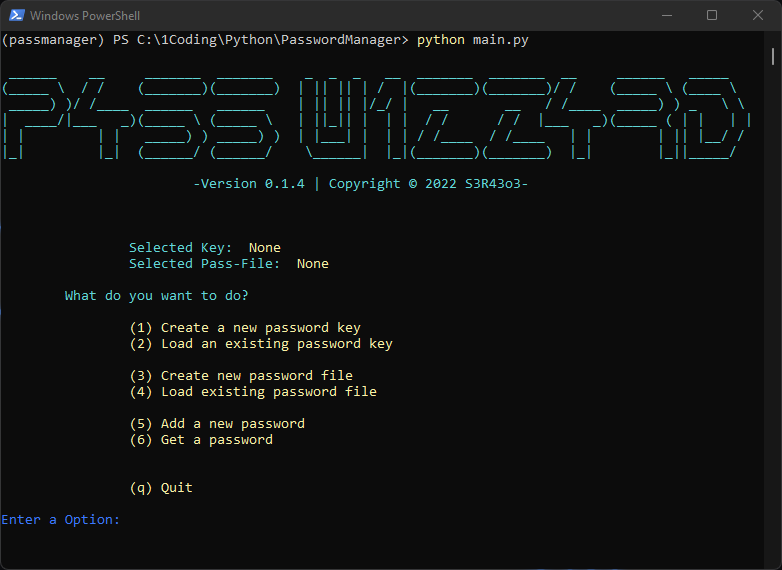 Windows PowerShell
(passmanager) PS C:\1Coding\Python\PasswordManager> python main.py
P455W1ZZ4RD
-Version 0.1.4 | Copyright © 2022 S3R43o3-
Selected Key: None
Selected Pass-File: None
What do you want to do?
(1) Create a new password key
(2) Load an existing password key
(3) Create new password file
(4) Load existing password file
(5) Add a new password
(6) Get a password
(q) Quit
Enter a Option: